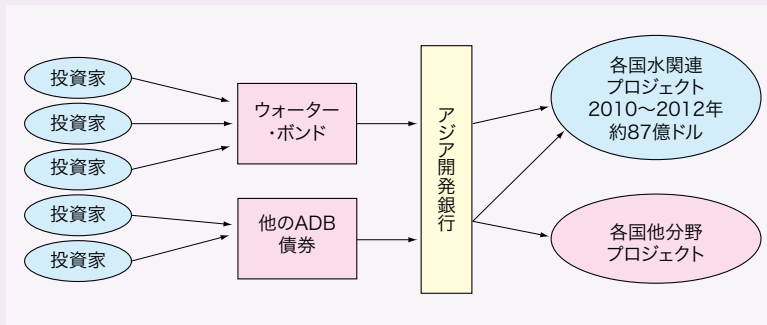 投資家
投資家
投資家
投資家
投資家
ウォーター
・ボンド
他のADB
債券
アジア開発銀行
各国水関連
プロジェクト
2010〜2012年
約87億ドル
各国他分野
プロジェクト